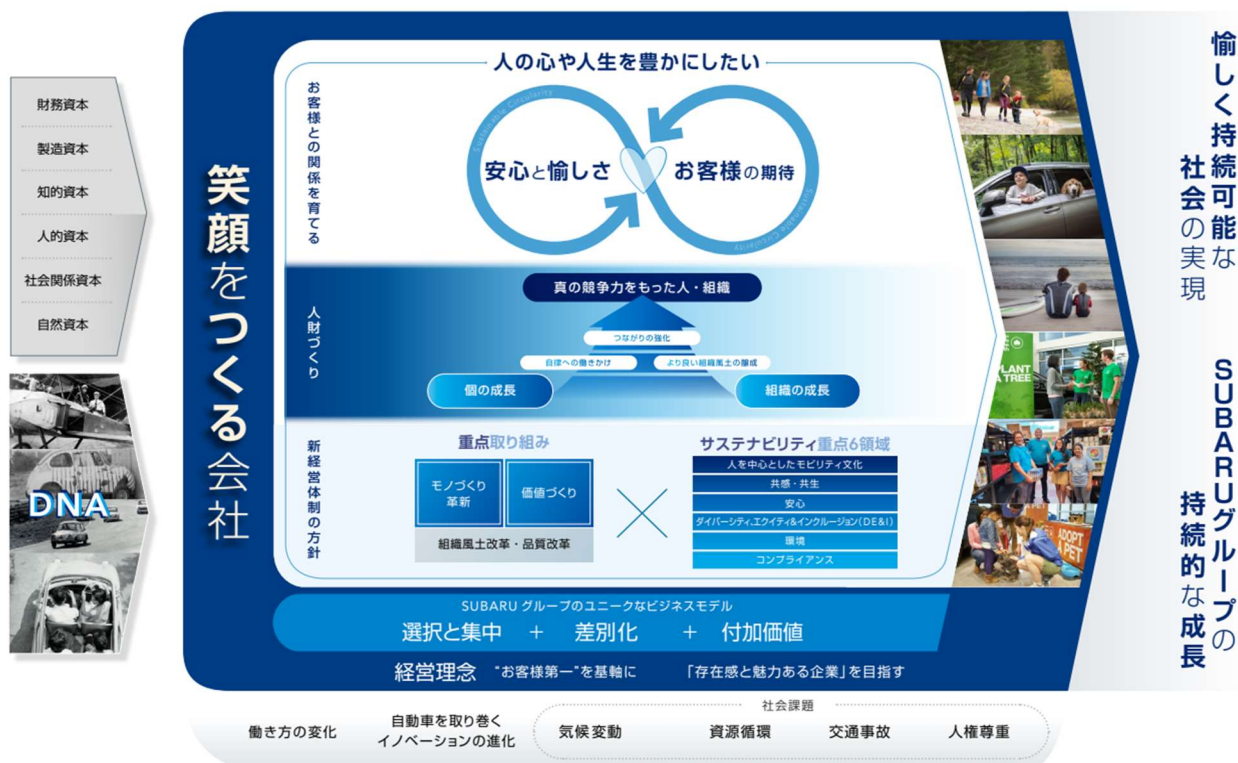 財務資本
製造資本
知的資本
人的資本
社会関係資本
自然資本
DNA
笑顔をつくる会社
人の心や人生を豊かにしたい
お客様との関係を育てる
Sustainable Circularity
安心と愉しさ
お客様の期待
Sustainable Circularity
人財づくり
真の競争力をもった人・組織
つながりの強化
自律への働きかけ
より良い組織風土の醸成
個の成長
組織の成長
新経営体制の方針
重点取り組み
モノづくり
革新
価値づくり
組織風土改革・品質改革
サステナビリティ重点6領域
人を中心としたモビリティ文化
共感・共生
安心
ダイバーシティ,エクイティ&インクルージョン(DE&I)
環境
コンプライアンス
PLANT
A TREE
ADOPT
A PET
SUBARU グループのユニークなビジネスモデル
選択と集中 + 差別化 + 付加価値
経営理念 “お客様第一”を基軸に 「存在感と魅力ある企業」を目指す
愉しく持続可能な
社会の実現
SUBARUグループの
持続的な成長
働き方の変化
自動車を取り巻く
イノベーションの進化
社会課題
気候変動
資源循環
交通事故
人権尊重